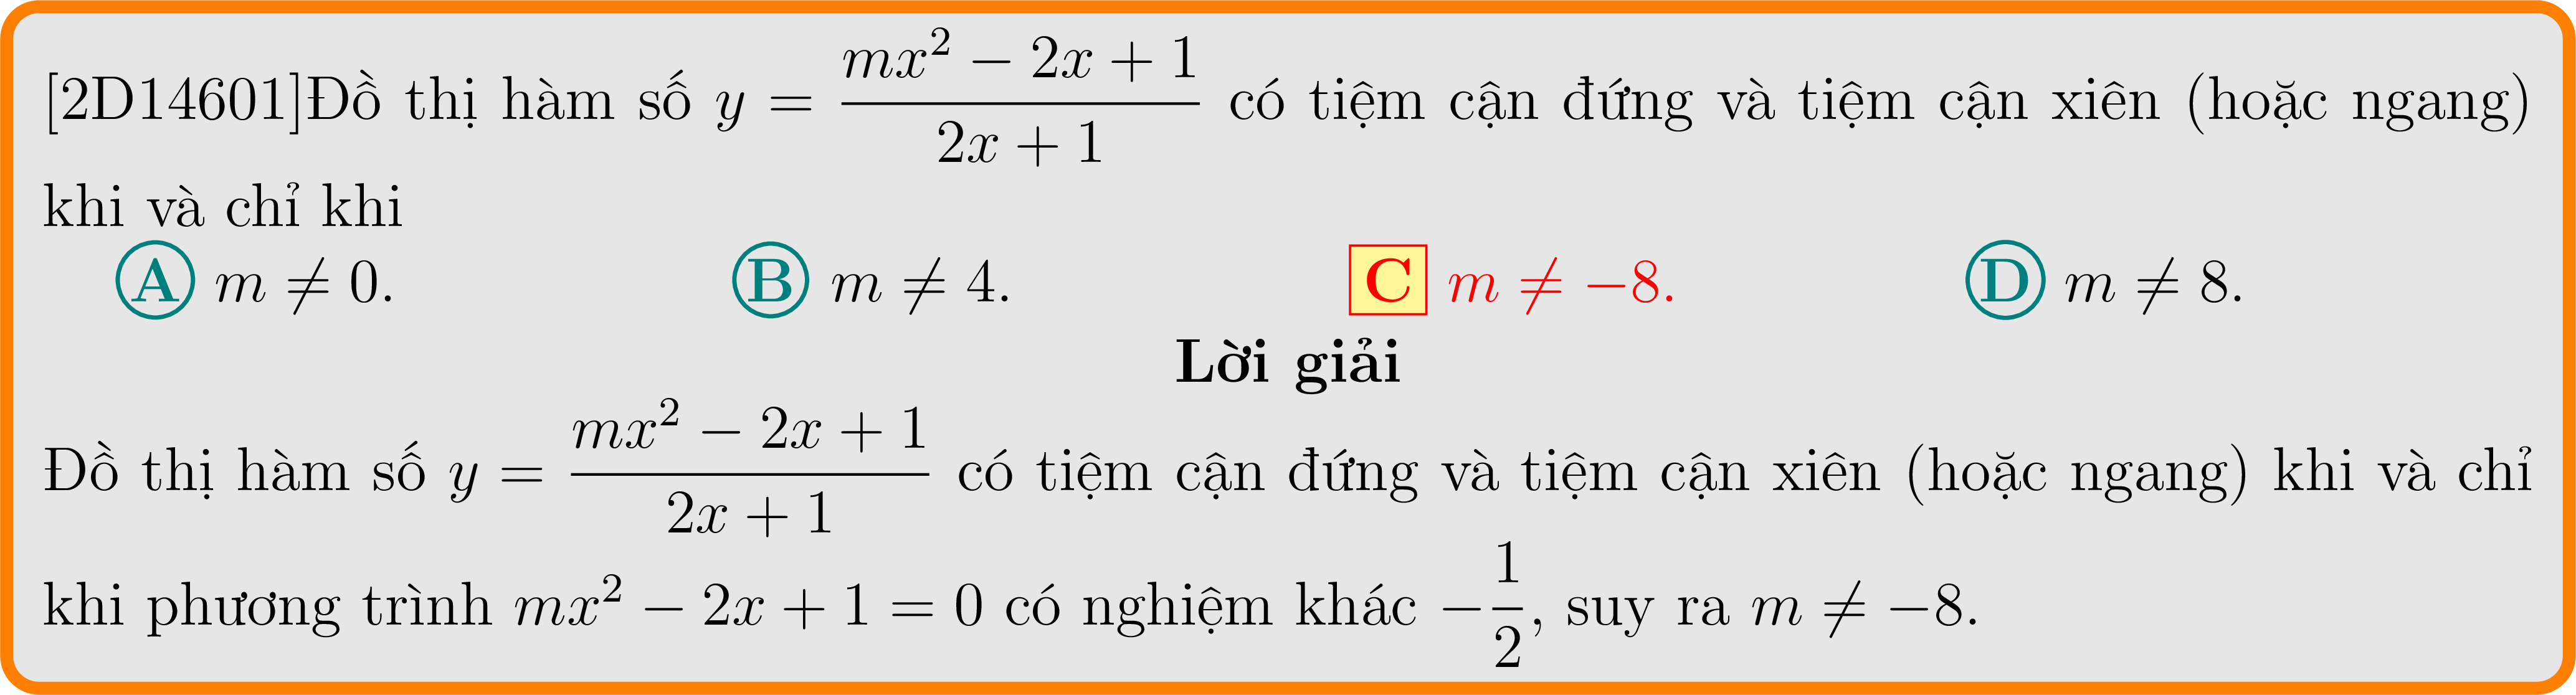 [2D14601]Đồ thị hàm số $y = \dfrac{mx^2 - 2x + 1}{2x + 1}$ có tiệm cận đứng và tiệm cận xiên (hoặc ngang)
khi và chỉ khi
A $m \neq 0$. B $m \neq 4$. C $m \neq -8$. D $m \neq 8$.
Lời giải
Đồ thị hàm số $y = \dfrac{mx^2 - 2x + 1}{2x + 1}$ có tiệm cận đứng và tiệm cận xiên (hoặc ngang) khi và chỉ
khi phương trình $mx^2 - 2x + 1 = 0$ có nghiệm khác $-\dfrac{1}{2}$, suy ra $m \neq -8$.